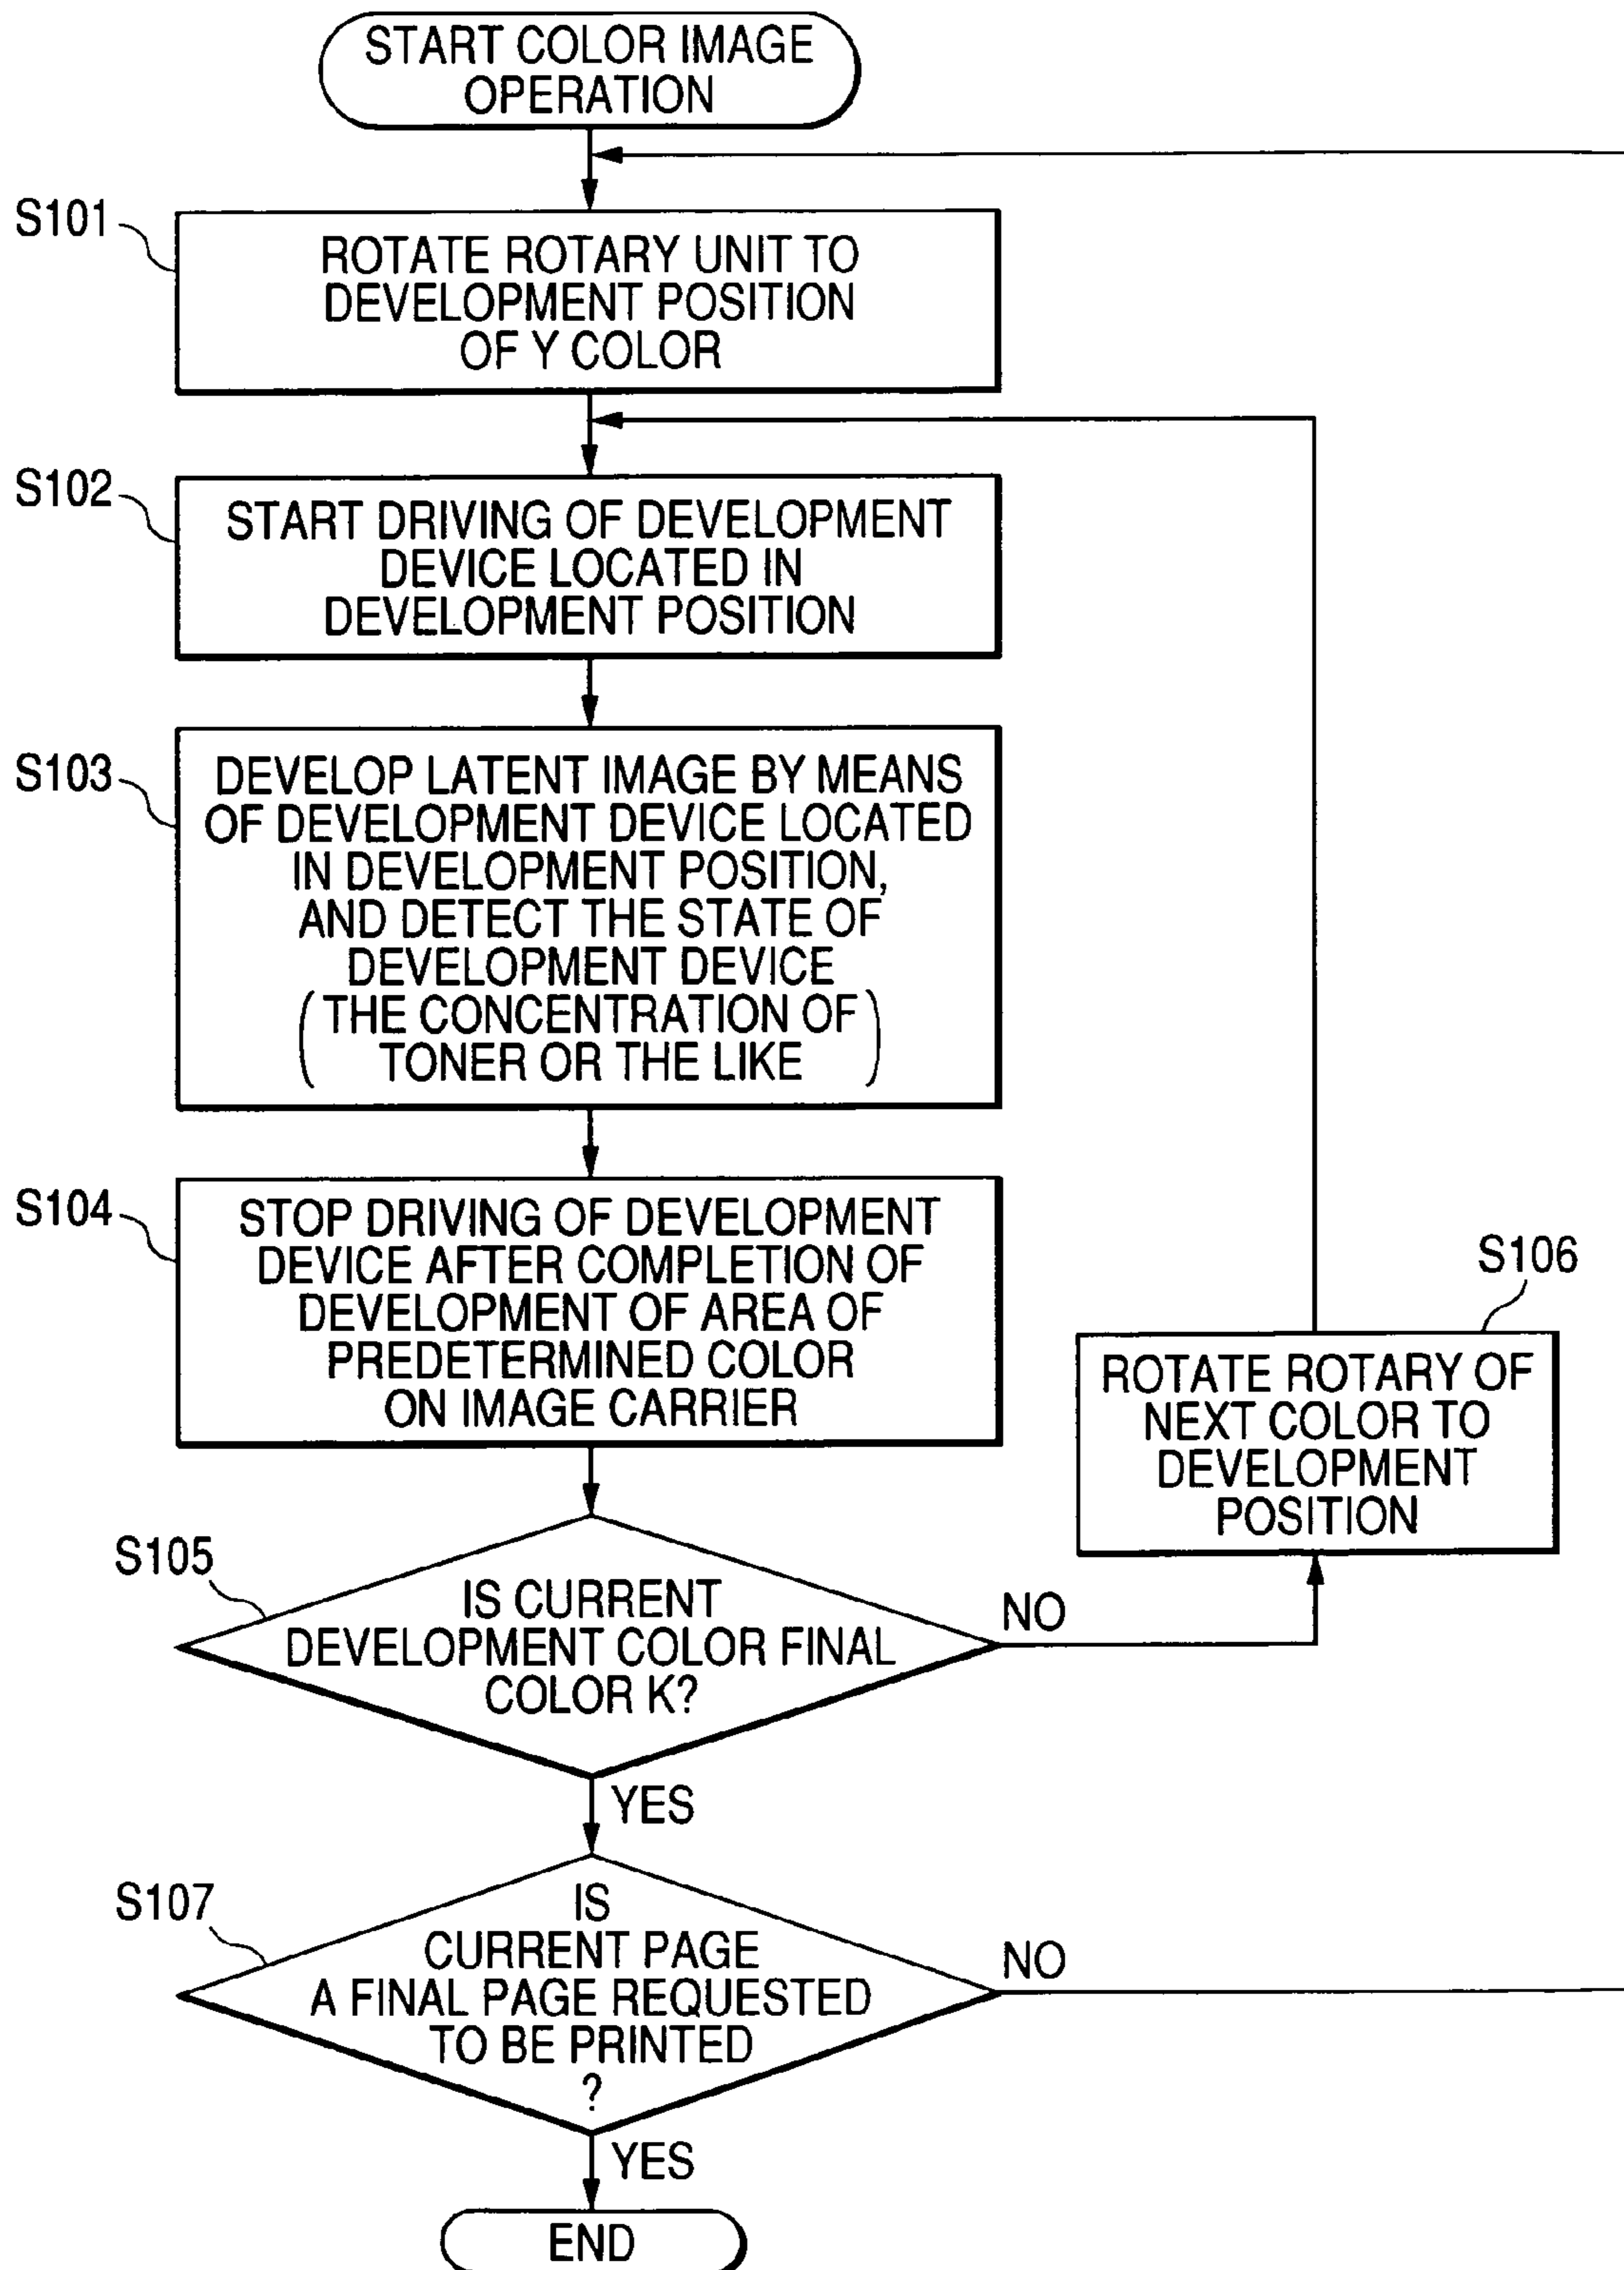 START COLOR IMAGE
OPERATION
S101
ROTATE ROTARY UNIT TO
DEVELOPMENT POSITION
OF Y COLOR
S102
START DRIVING OF DEVELOPMENT
DEVICE LOCATED IN
DEVELOPMENT POSITION
S103
DEVELOP LATENT IMAGE BY MEANS
OF DEVELOPMENT DEVICE LOCATED
IN DEVELOPMENT POSITION,
AND DETECT THE STATE OF
DEVELOPMENT DEVICE
(THE CONCENTRATION OF
TONER OR THE LIKE)
S104
STOP DRIVING OF DEVELOPMENT
DEVICE AFTER COMPLETION OF
DEVELOPMENT OF AREA OF
PREDETERMINED COLOR
ON IMAGE CARRIER
S106
ROTATE ROTARY OF
NEXT COLOR TO
DEVELOPMENT
POSITION
S105
IS CURRENT
DEVELOPMENT COLOR FINAL
COLOR K?
NO
YES
S107
IS
CURRENT PAGE
A FINAL PAGE REQUESTED
TO BE PRINTED
?
NO
YES
END